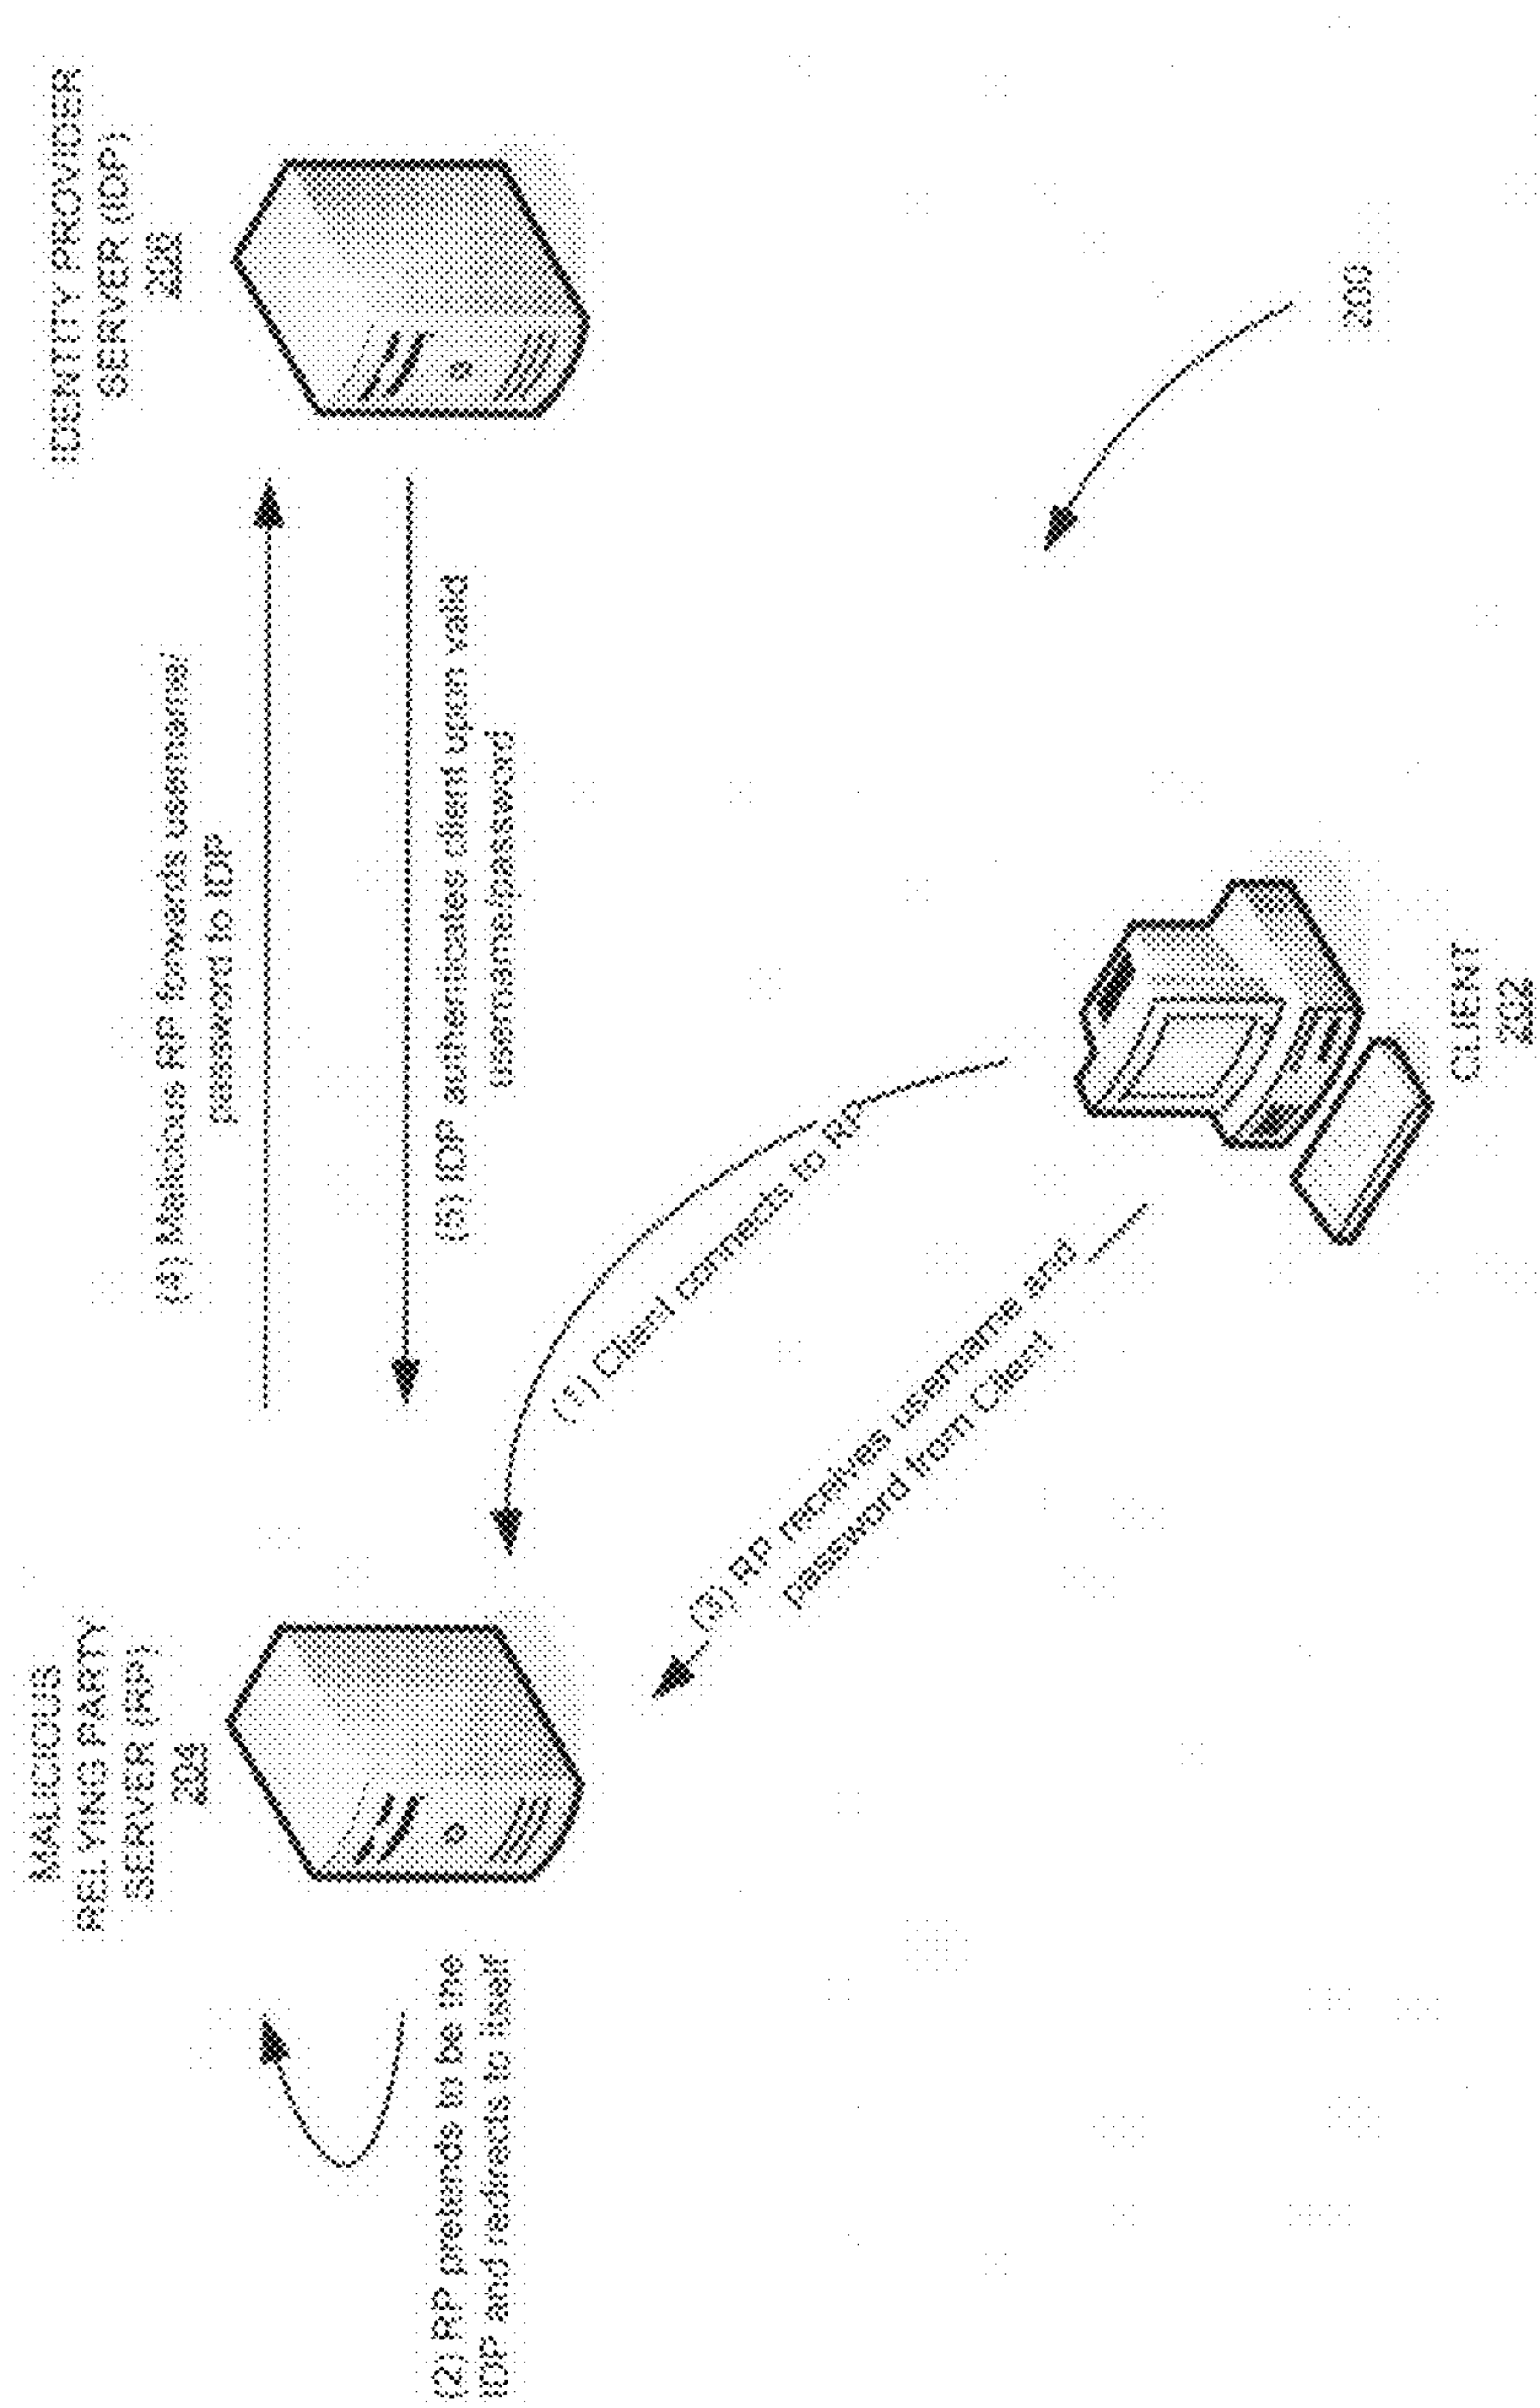 MALICIOUS
RELYING PARTY
SERVER (RP)
204
IDENTITY PROVIDER
SERVER (IDP)
(4) Malicious RP forwards username/
password to IDP
(5) IDP authenticates client upon valid
username/password
(2) RP pretends to be the
IDP and redirects to itself
(1) Client connects to RP
(3) RP receives username and
password from Client
CLIENT
202
200